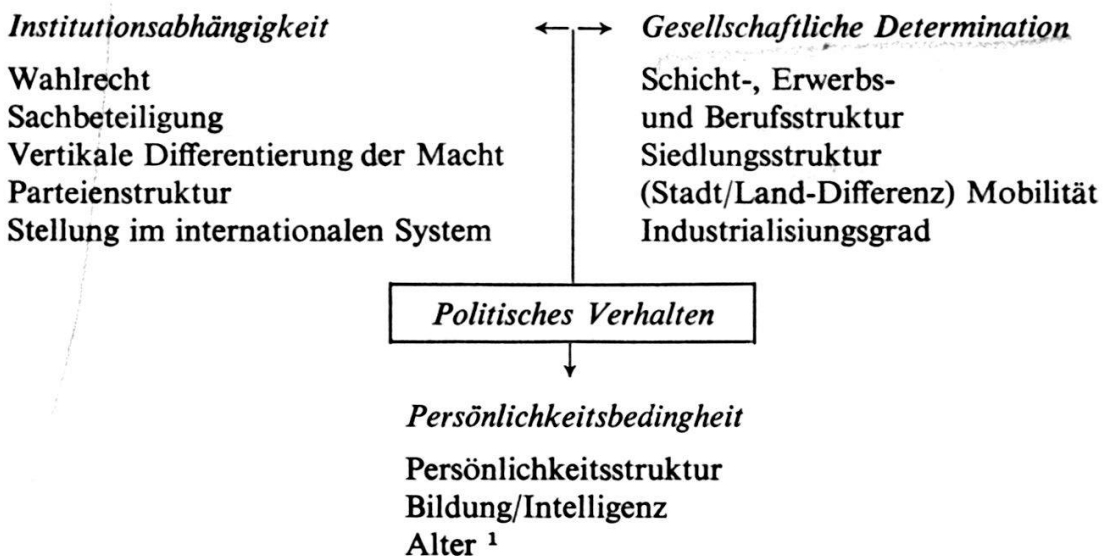 Institutionsabhängigkeit
Wahlrecht
Sachbeteiligung
Vertikale Differentierung der Macht
Parteienstruktur
Stellung im internationalen System
Gesellschaftliche Determination
Schicht-, Erwerbs-
und Berufsstruktur
Siedlungsstruktur
(Stadt/Land-Differenz) Mobilität
Industrialisiungsgrad
Politisches Verhalten
Persönlichkeitsbedingheit
Persönlichkeitsstruktur
Bildung/Intelligenz
Alter ¹